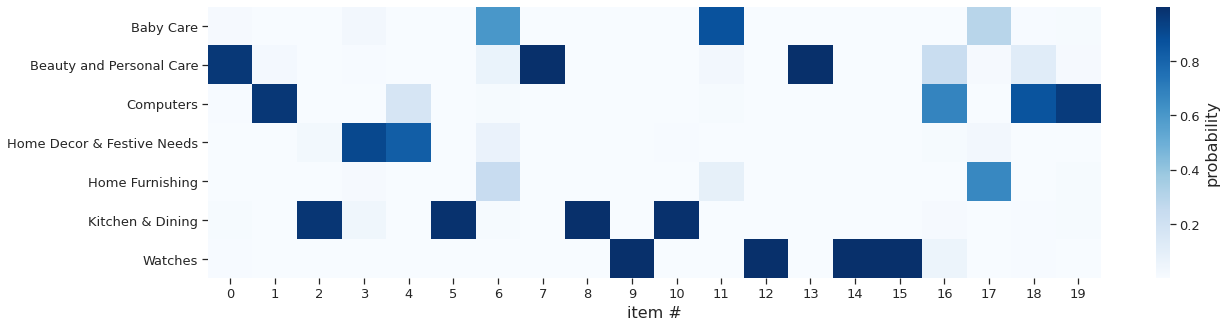 Baby Care
Beauty and Personal Care
Computers
Home Decor & Festive Needs
Home Furnishing
Kitchen & Dining
Watches
0 1 2 3 4 5 6 7 8 9 10 11 12 13 14 15 16 17 18 19
item #
0.8
0.6
0.4
0.2
probability